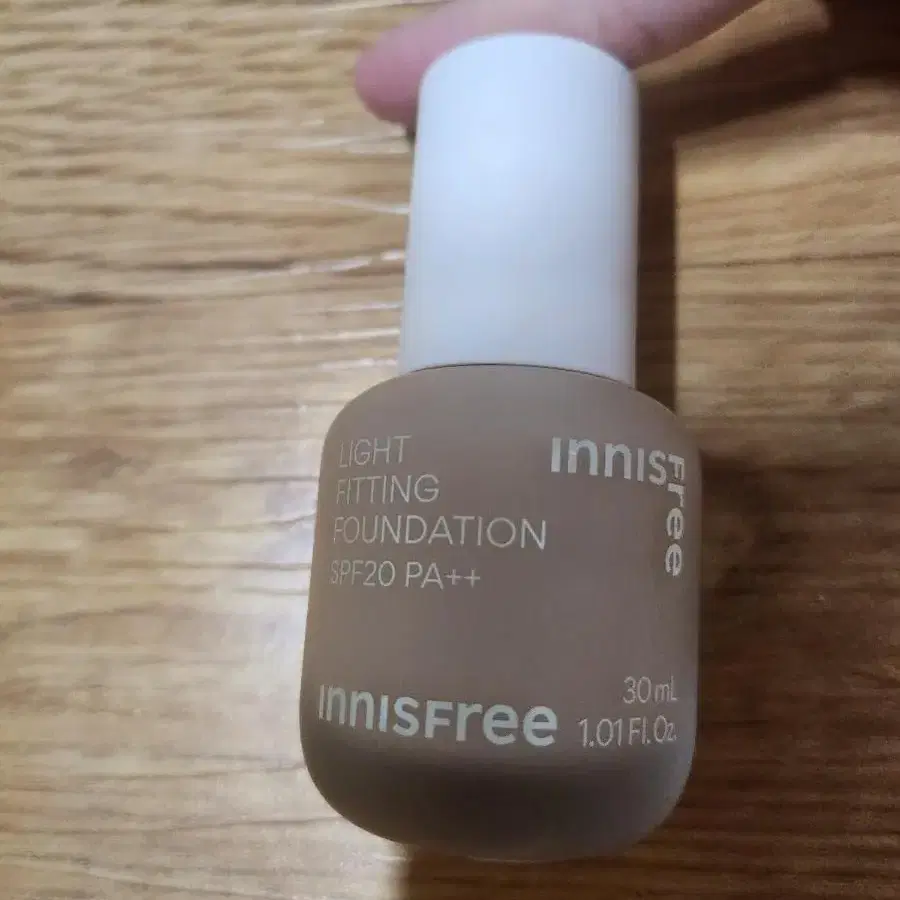 LIGHT
FITTING
FOUNDATION
SPF20 PA++
INNISFree
INNISFree
30mL
1.01 Fl. Oz.